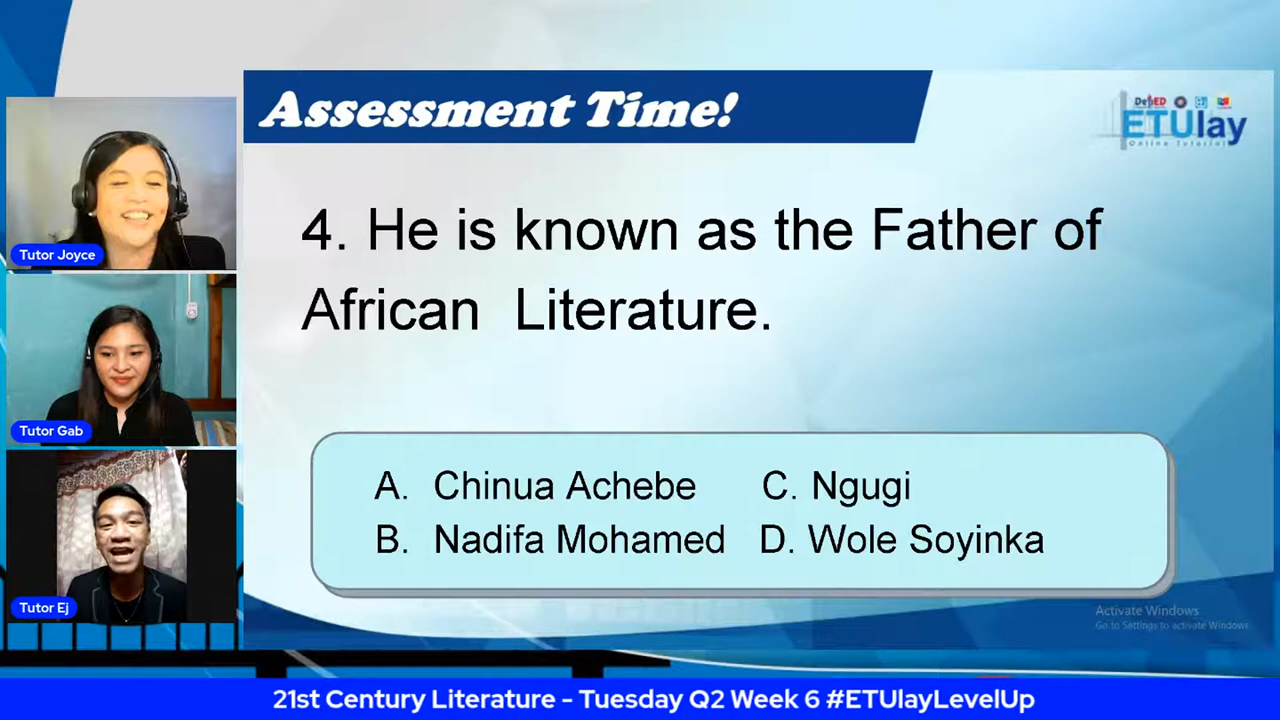 Assessment Time!
DepED
ETUlay
Online Tutorial
4. He is known as the Father of
African Literature.
A. Chinua Achebe
B. Nadifa Mohamed
C. Ngugi
D. Wole Soyinka
Tutor Joyce
Tutor Gab
Tutor Ej
Activate Windows
Go to Settings to activate Windows.
21st Century Literature - Tuesday Q2 Week 6 #ETUlayLevelUp